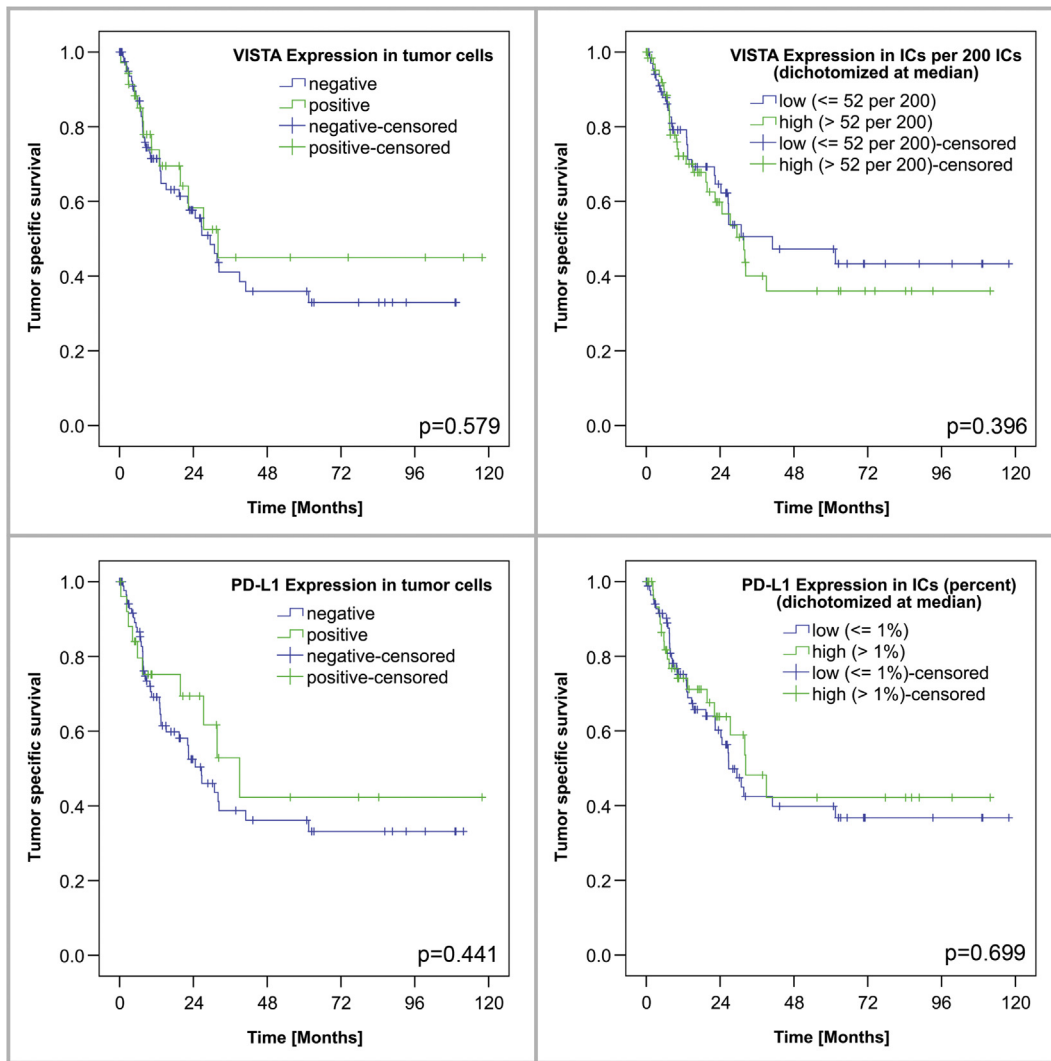 VISTA Expression in tumor cells
negative
positive
negative-censored
positive-censored
1.0
0.8
0.6
0.4
0.2
0.0
Tumor specific survival
p=0.579
0 24 48 72 96 120
Time [Months]
VISTA Expression in ICs per 200 ICs
(dichotomized at median)
low (<= 52 per 200)
high (> 52 per 200)
low (<= 52 per 200)-censored
high (> 52 per 200)-censored
1.0
0.8
0.6
0.4
0.2
0.0
Tumor specific survival
p=0.396
0 24 48 72 96 120
Time [Months]
PD-L1 Expression in tumor cells
negative
positive
negative-censored
positive-censored
1.0
0.8
0.6
0.4
0.2
0.0
Tumor specific survival
p=0.441
0 24 48 72 96 120
Time [Months]
PD-L1 Expression in ICs (percent)
(dichotomized at median)
low (<= 1%)
high (> 1%)
low (<= 1%)-censored
high (> 1%)-censored
1.0
0.8
0.6
0.4
0.2
0.0
Tumor specific survival
p=0.699
0 24 48 72 96 120
Time [Months]